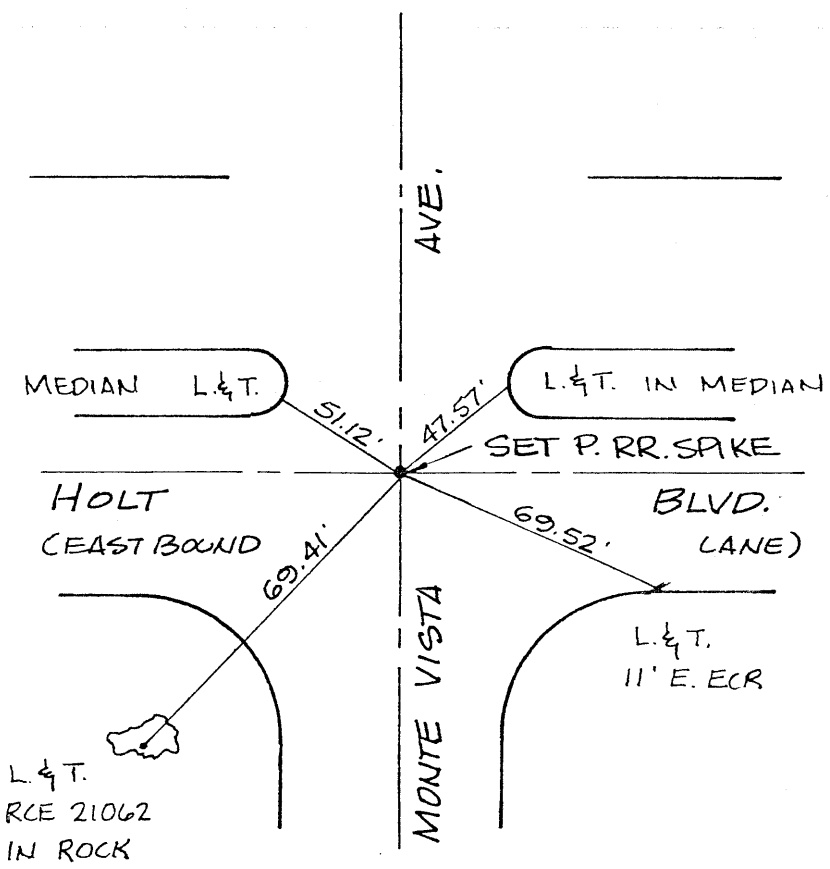 AVE.
MEDIAN L.&T.
L.&T. IN MEDIAN
51.12'
47.57'
SET P. RR. SPIKE
HOLT
BLVD.
(EAST BOUND
LANE)
69.41'
69.52'
MONTE VISTA
L.&T.
11' E. ECR
L.&T.
RCE 21062
IN ROCK